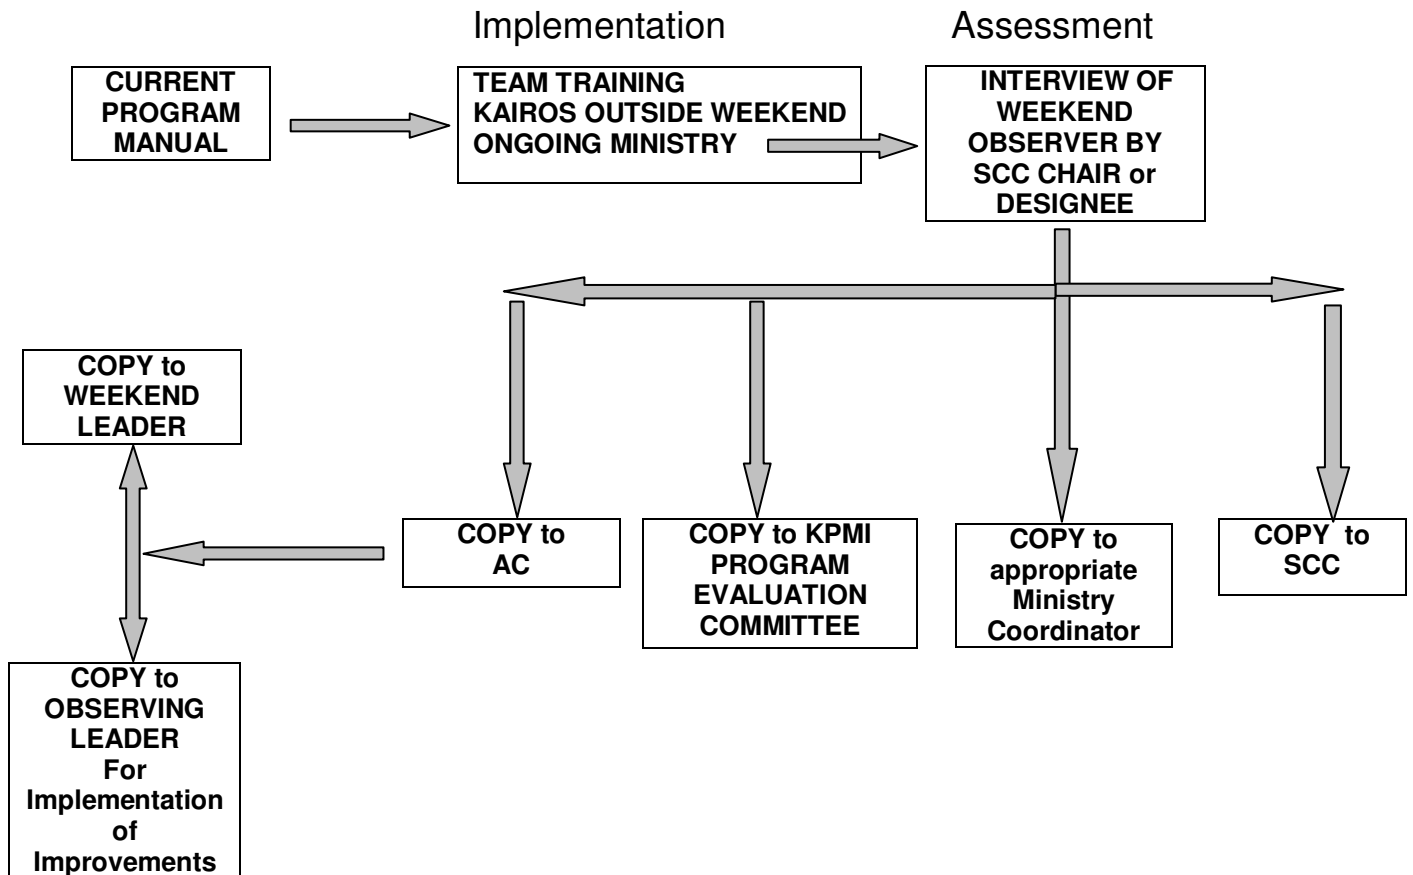 Implementation
Assessment
CURRENT
PROGRAM
MANUAL
TEAM TRAINING
KAIROS OUTSIDE WEEKEND
ONGOING MINISTRY
INTERVIEW OF
WEEKEND
OBSERVER BY
SCC CHAIR or
DESIGNEE
COPY to
WEEKEND
LEADER
COPY to
AC
COPY to KPMI
PROGRAM
EVALUATION
COMMITTEE
COPY to
appropriate
Ministry
Coordinator
COPY to
SCC
COPY to
OBSERVING
LEADER
For
Implementation
of
Improvements